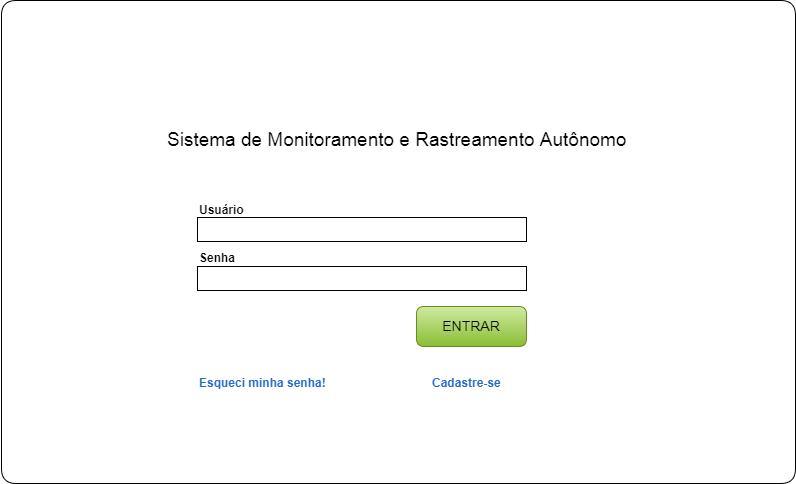 Sistema de Monitoramento e Rastreamento Autônomo
Usuário
Senha
ENTRAR
Esqueci minha senha! Cadastre-se